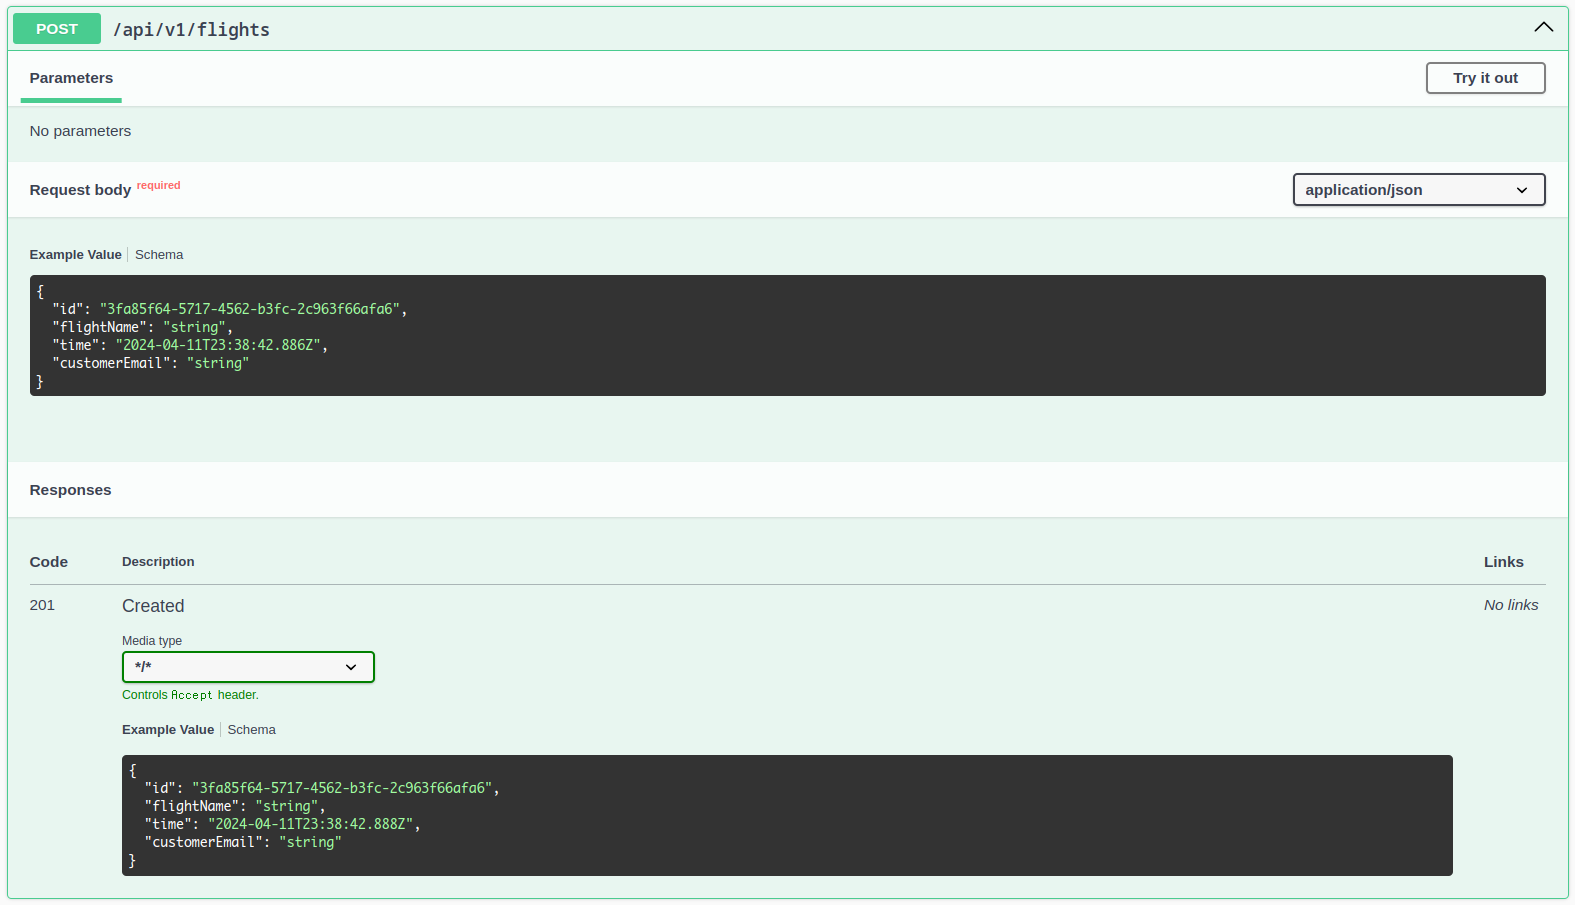 POST /api/v1/flights
Parameters Try it out
No parameters
Request body required application/json
Example Value Schema
{
"id": "3fa85f64-5717-4562-b3fc-2c963f66afa6",
"flightName": "string",
"time": "2024-04-11T23:38:42.886Z",
"customerEmail": "string"
}
Responses
Code Description Links
201 Created No links
Media type
*/*
Controls Accept header.
Example Value Schema
{
"id": "3fa85f64-5717-4562-b3fc-2c963f66afa6",
"flightName": "string",
"time": "2024-04-11T23:38:42.888Z",
"customerEmail": "string"
}